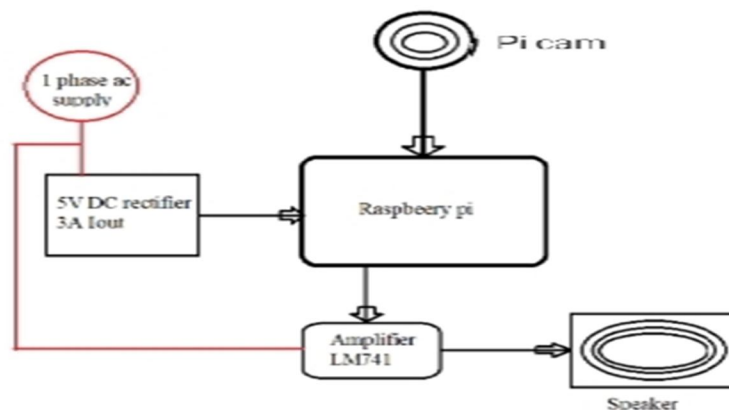 Pi cam
1 phase ac
supply
5V DC rectifier
3A Iout
Raspbeery pi
Amplifier
LM741
Speaker